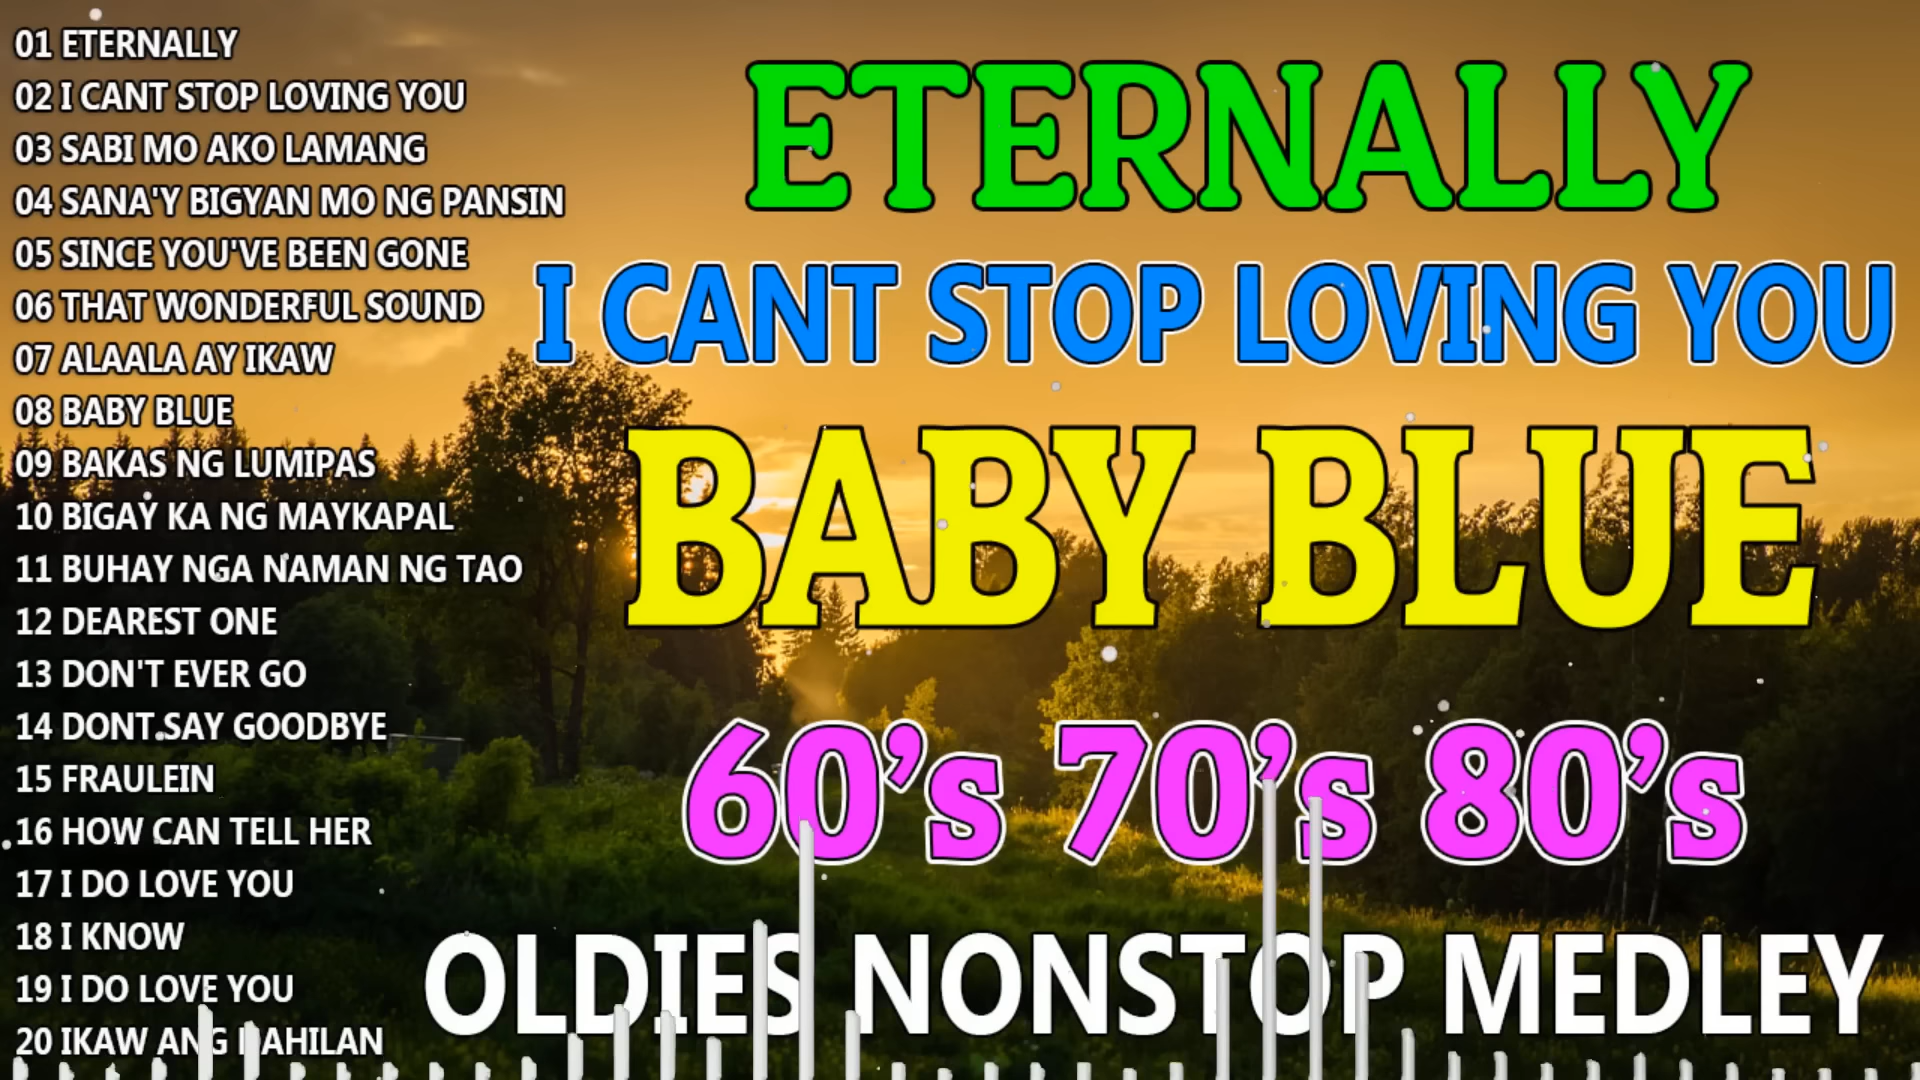 01 ETERNALLY
02 I CANT STOP LOVING YOU
03 SABI MO AKO LAMANG
04 SANA'Y BIGYAN MO NG PANSIN
05 SINCE YOU'VE BEEN GONE
06 THAT WONDERFUL SOUND
07 ALAALA AY IKAW
08 BABY BLUE
09 BAKAS NG LUMIPAS
10 BIGAY KA NG MAYKAPAL
11 BUHAY NGA NAMAN NG TAO
12 DEAREST ONE
13 DON'T EVER GO
14 DONT SAY GOODBYE
15 FRAULEIN
16 HOW CAN TELL HER
17 I DO LOVE YOU
18 I KNOW
19 I DO LOVE YOU
20 IKAW ANG DAHILAN
ETERNALLY
I CANT STOP LOVING YOU
BABY BLUE
60’s 70’s 80’s
OLDIES NONSTOP MEDLEY